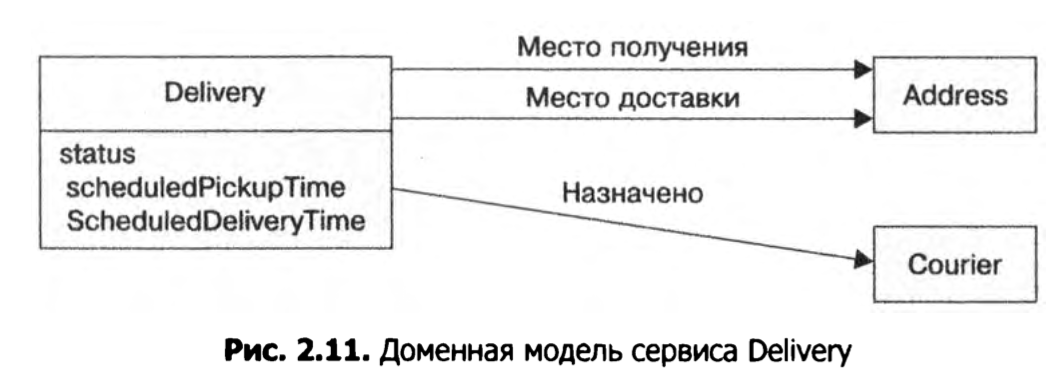 Место получения
Delivery
Место доставки
Address
status
scheduledPickupTime
Назначено
ScheduledDeliveryTime
Courier
Рис. 2.11. Доменная модель сервиса Delivery